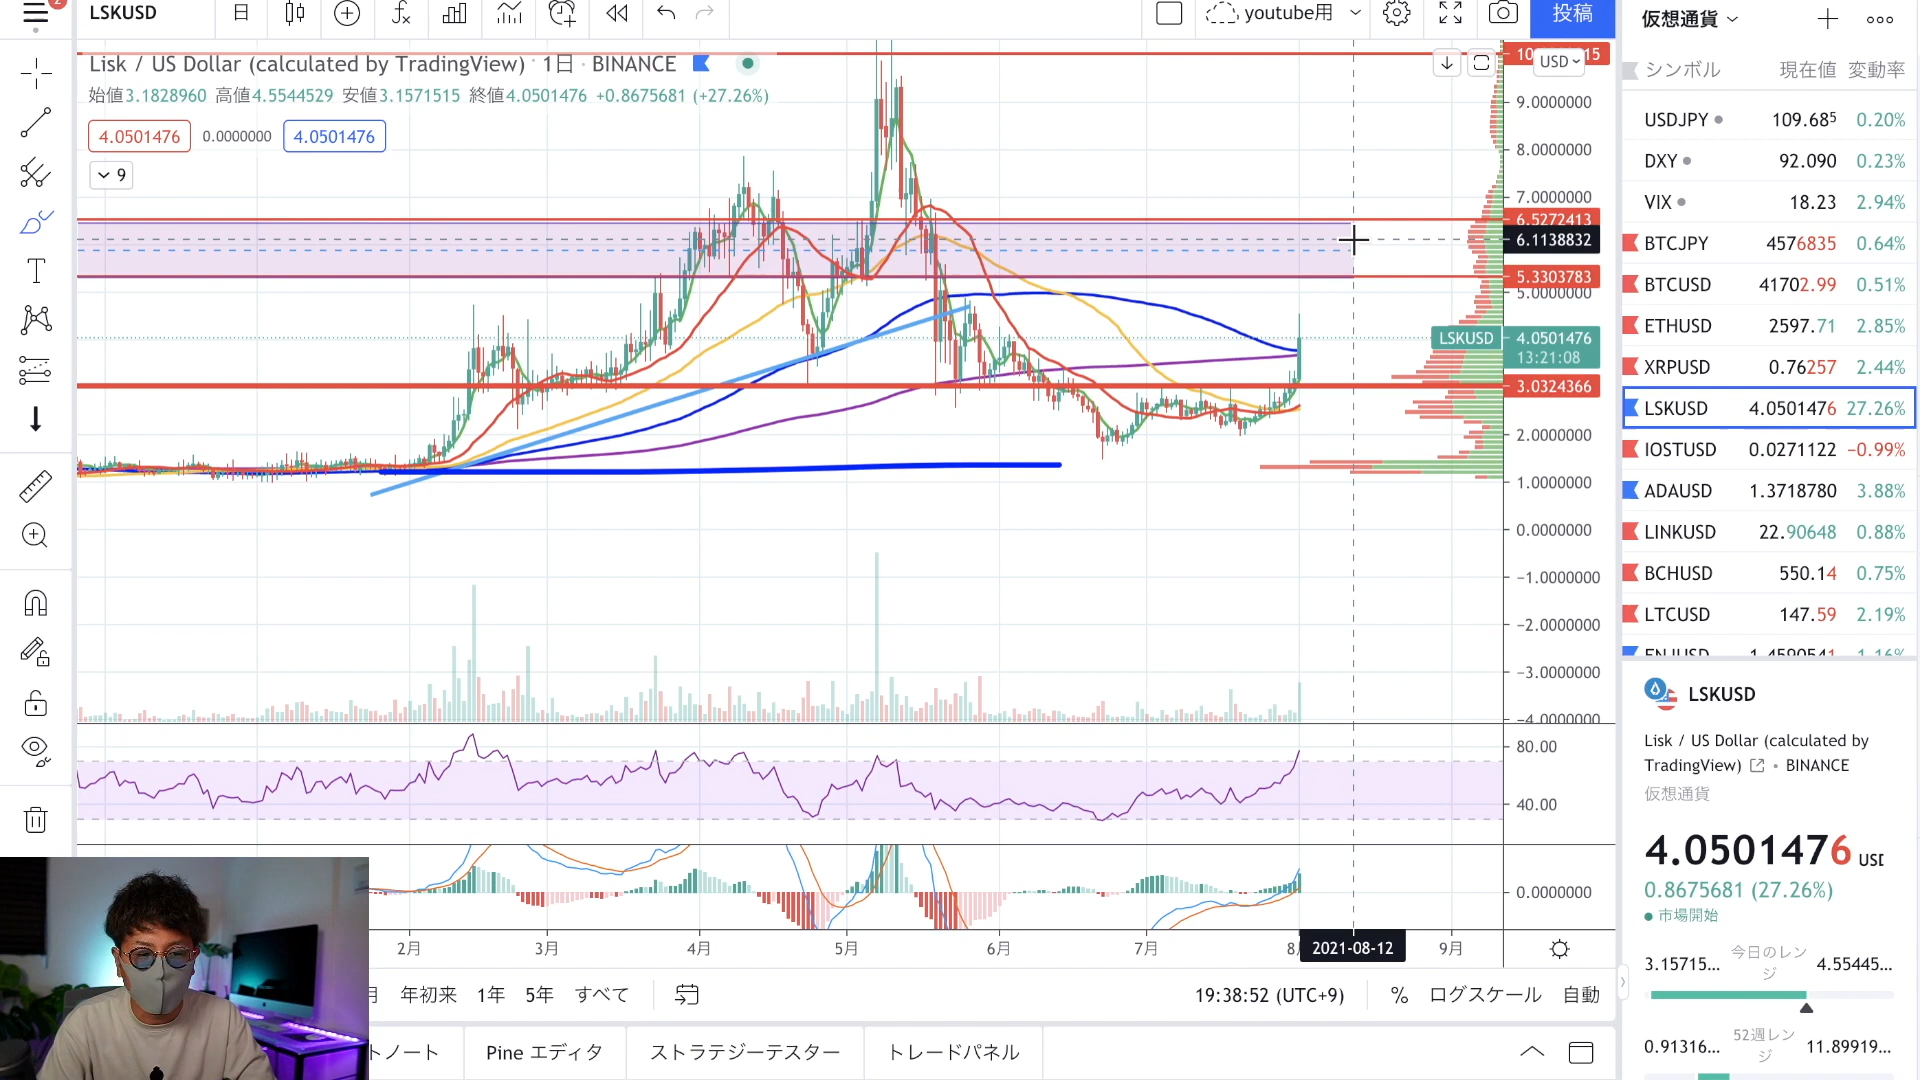 2
LSKUSD
日
youtube用
投稿
仮想通貨
Lisk / US Dollar (calculated by TradingView) · 1日 · BINANCE
始値3.1828960 高値4.5544529 安値3.1571515 終値4.0501476 +0.8675681 (+27.26%)
4.0501476 0.0000000 4.0501476
9
USD
9.0000000
8.0000000
7.0000000
6.5272413
6.1138832
5.3303783
5.0000000
LSKUSD 4.0501476
13:21:08
3.0324366
2.0000000
1.0000000
0.0000000
−1.0000000
−2.0000000
−3.0000000
−4.0000000
80.00
40.00
0.0000000
2月 3月 4月 5月 6月 7月 2021-08-12 9月
年初来 1年 5年 すべて
19:38:52 (UTC+9) % ログスケール 自動
トノート Pine エディタ ストラテジーテスター トレードパネル
シンボル 現在値 変動率
USDJPY 109.685 0.20%
DXY 92.090 0.23%
VIX 18.23 2.94%
BTCJPY 4576835 0.64%
BTCUSD 41702.99 0.51%
ETHUSD 2597.71 2.85%
XRPUSD 0.76257 2.44%
LSKUSD 4.0501476 27.26%
IOSTUSD 0.0271122 −0.99%
ADAUSD 1.3718780 3.88%
LINKUSD 22.90648 0.88%
BCHUSD 550.14 0.75%
LTCUSD 147.59 2.19%
LSKUSD
Lisk / US Dollar (calculated by
TradingView) • BINANCE
仮想通貨
4.0501476 USD
0.8675681 (27.26%)
市場開始
3.15715... 今日のレンジ 4.55445...
0.91316... 52週レンジ 11.89919...